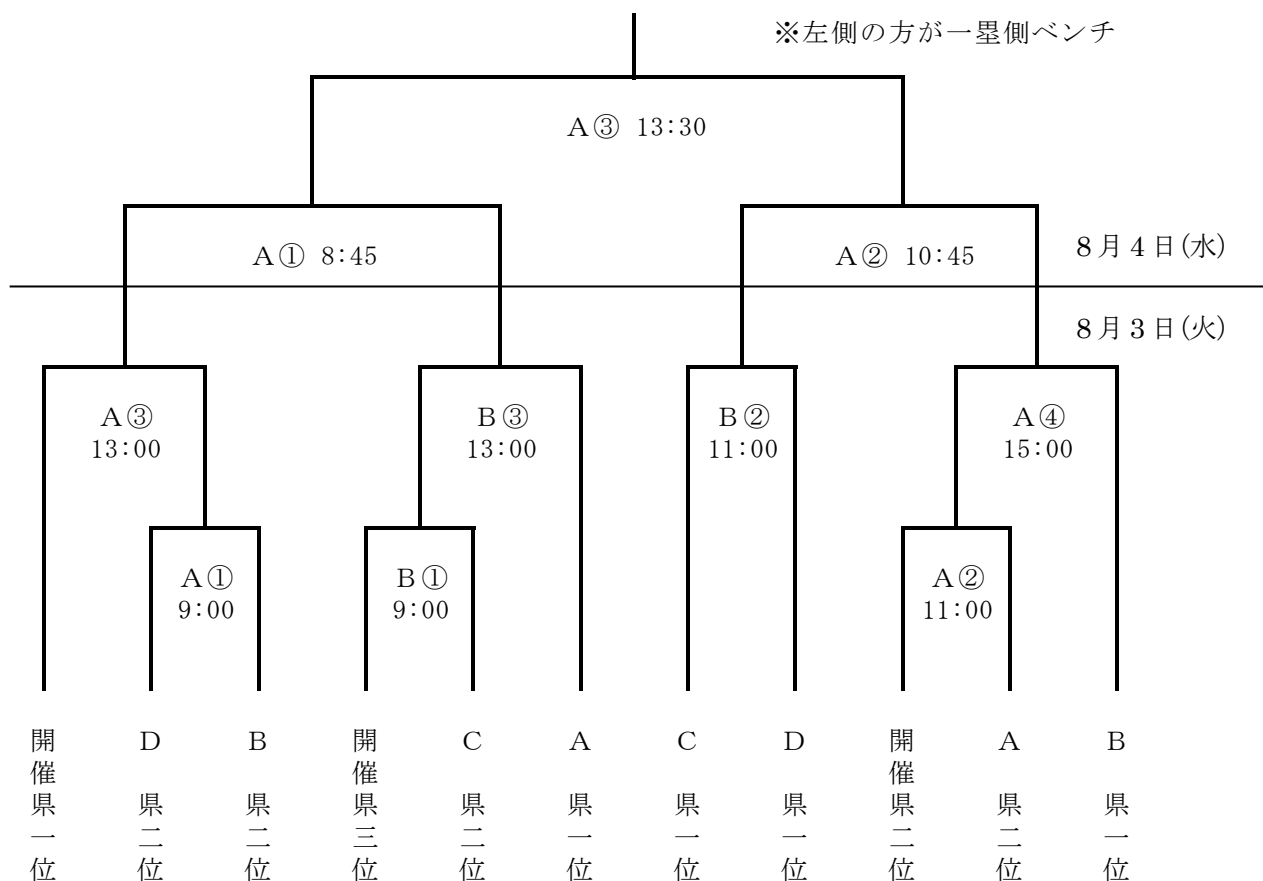 ※左側の方が一塁側ベンチ
A③ 13:30
A① 8:45
A② 10:45
8月4日(水)
8月3日(火)
A③
13:00
B③
13:00
B②
11:00
A④
15:00
A①
9:00
B①
9:00
A②
11:00
開催県一位
D県二位
B県二位
開催県三位
C県二位
A県一位
C県一位
D県一位
開催県二位
A県二位
B県一位